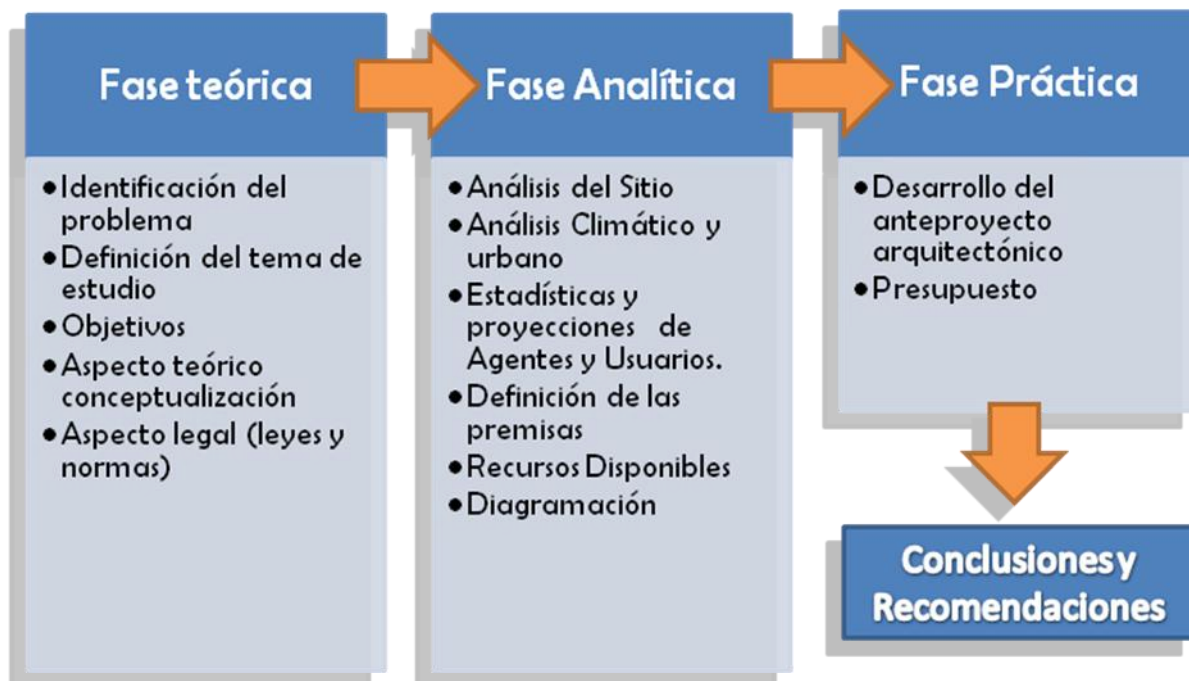 Fase teórica
• Identificación del
problema
• Definición del tema de
estudio
• Objetivos
• Aspecto teórico
conceptualización
• Aspecto legal (leyes y
normas)
Fase Analítica
• Análisis del Sitio
• Análisis Climático y
urbano
• Estadísticas y
proyecciones de
Agentes y Usuarios.
• Definición de las
premisas
• Recursos Disponibles
• Diagramación
Fase Práctica
• Desarrollo del
anteproyecto
arquitectónico
• Presupuesto
Conclusiones y
Recomendaciones